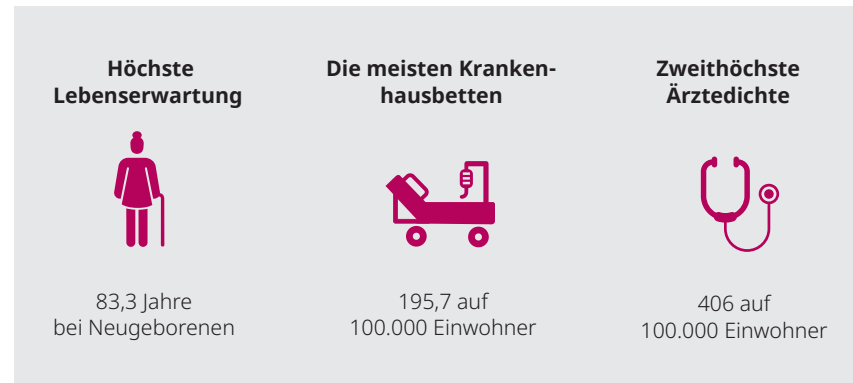 Höchste
Lebenserwartung
83,3 Jahre
bei Neugeborenen
Die meisten Kranken-
hausbetten
195,7 auf
100.000 Einwohner
Zweithöchste
Ärztedichte
406 auf
100.000 Einwohner